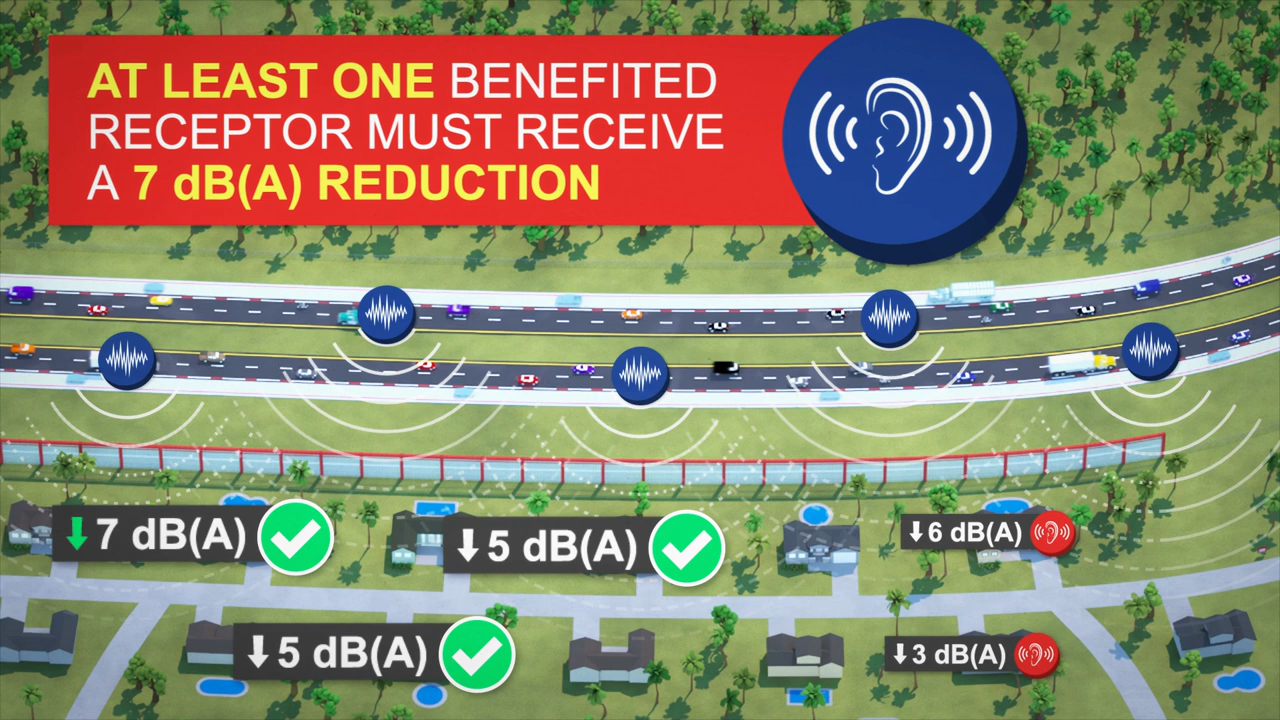 AT LEAST ONE BENEFITED
RECEPTOR MUST RECEIVE
A 7 dB(A) REDUCTION
↓7 dB(A)
↓5 dB(A)
↓6 dB(A)
↓5 dB(A)
↓3 dB(A)